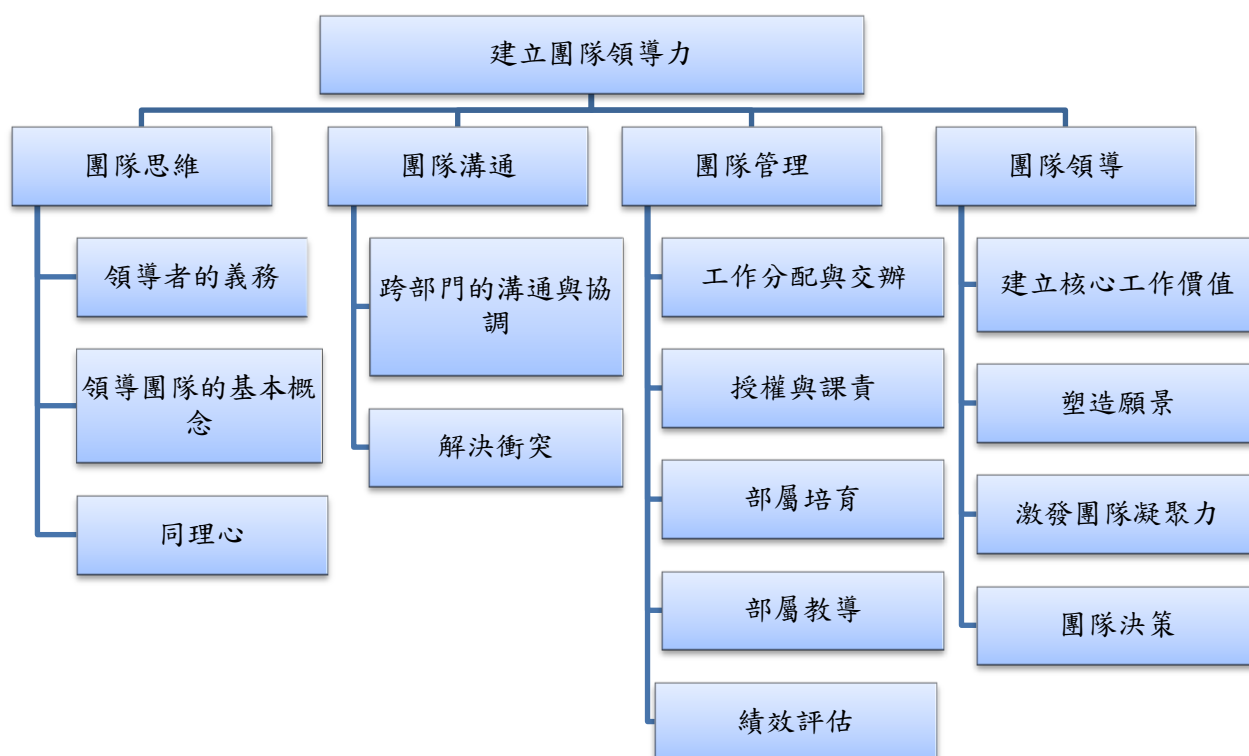 建立團隊領導力
團隊思維
領導者的義務
領導團隊的基本概
念
同理心
團隊溝通
跨部門的溝通與協
調
解決衝突
團隊管理
工作分配與交辦
授權與課責
部屬培育
部屬教導
績效評估
團隊領導
建立核心工作價值
塑造願景
激發團隊凝聚力
團隊決策